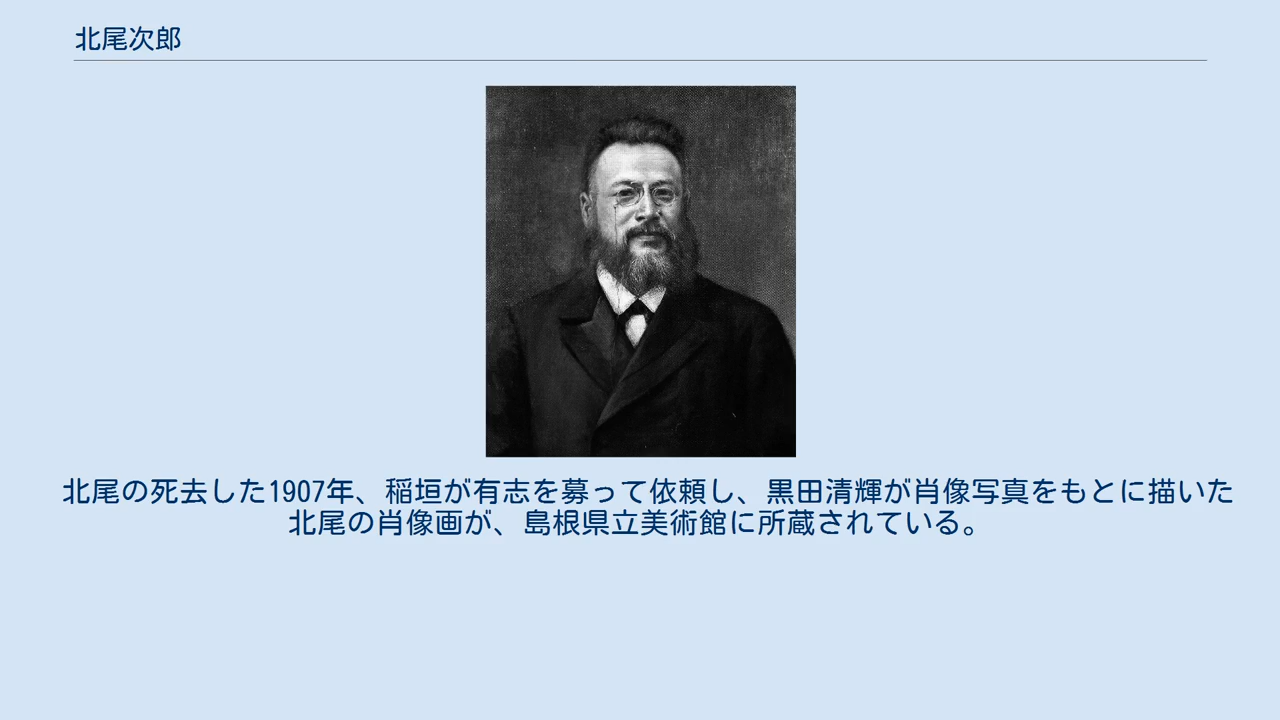 北尾次郎
北尾の死去した1907年、稲垣が有志を募って依頼し、黒田清輝が肖像写真をもとに描いた
北尾の肖像画が、島根県立美術館に所蔵されている。